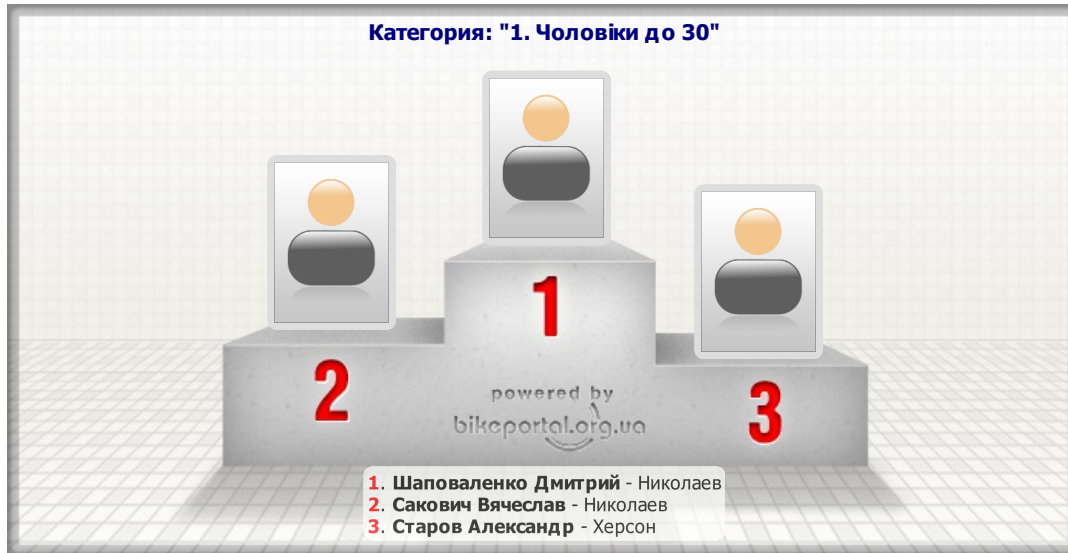 Категория: "1. Чоловіки до 30"
1
2
3
powered by
bikeportal.org.ua
1. Шаповаленко Дмитрий - Николаев
2. Сакович Вячеслав - Николаев
3. Старов Александр - Херсон